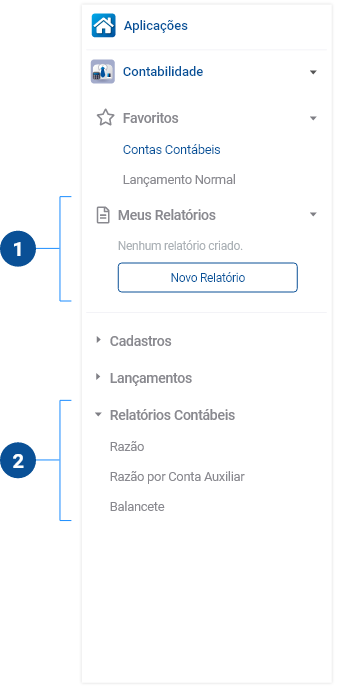 Aplicações
Contabilidade
Favoritos
Contas Contábeis
Lançamento Normal
1
Meus Relatórios
Nenhum relatório criado.
Novo Relatório
Cadastros
Lançamentos
2
Relatórios Contábeis
Razão
Razão por Conta Auxiliar
Balancete